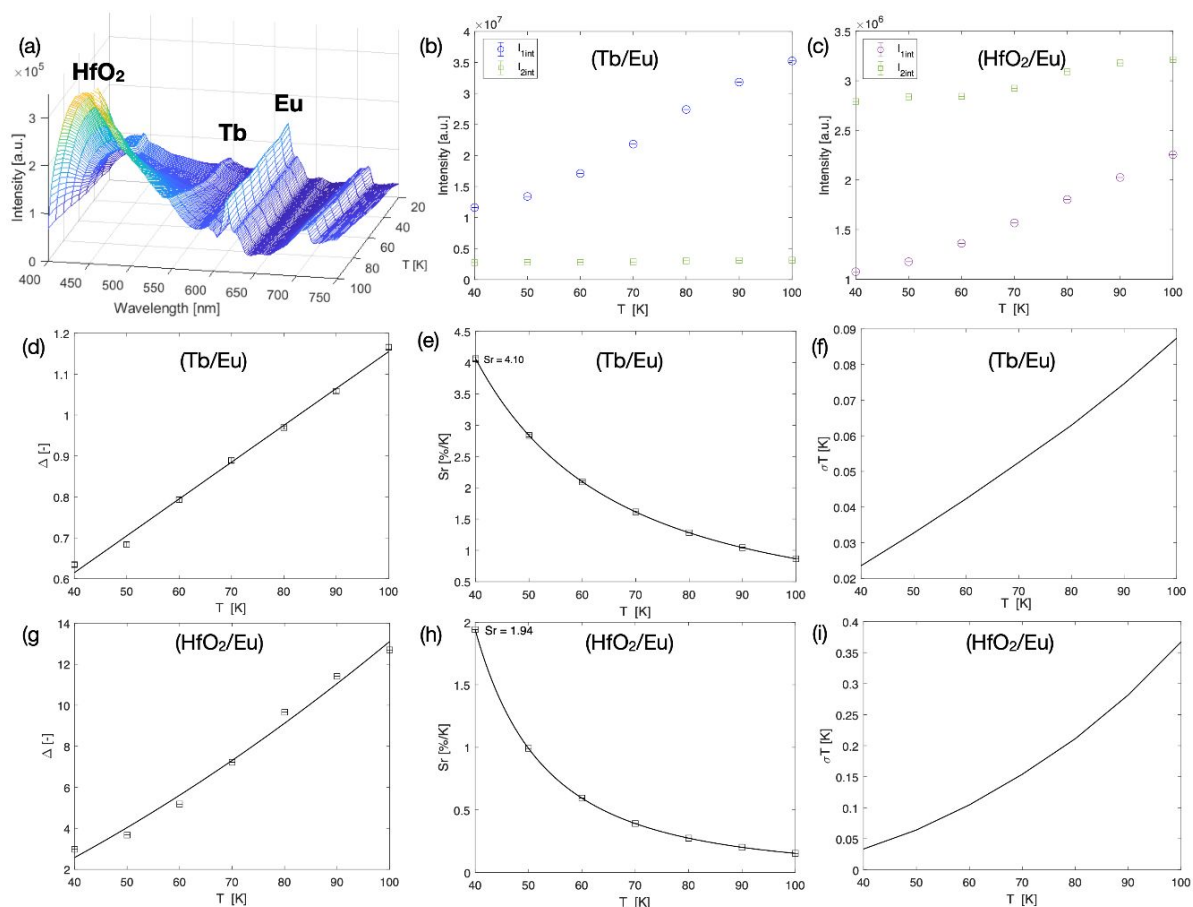 (a)
×10⁵
HfO₂
Tb
Eu
Intensity [a.u.]
3
2
1
0
400
450
500
550
600
650
700
750
Wavelength [nm]
20
40
60
80
100
T [K]
(b)
×10⁷
(Tb/Eu)
I1int
I2int
Intensity [a.u.]
4
3.5
3
2.5
2
1.5
1
0.5
0
40 50 60 70 80 90 100
T [K]
(c)
×10⁶
(HfO₂/Eu)
I1int
I2int
Intensity [a.u.]
3.5
3
2.5
2
1.5
1
40 50 60 70 80 90 100
T [K]
(d)
(Tb/Eu)
Δ [-]
1.2
1.1
1
0.9
0.8
0.7
0.6
40 50 60 70 80 90 100
T [K]
(e)
(Tb/Eu)
Sr = 4.10
Sr [%/K]
4.5
4
3.5
3
2.5
2
1.5
1
0.5
40 50 60 70 80 90 100
T [K]
(f)
(Tb/Eu)
σT [K]
0.09
0.08
0.07
0.06
0.05
0.04
0.03
0.02
40 50 60 70 80 90 100
T [K]
(g)
(HfO₂/Eu)
Δ [-]
14
12
10
8
6
4
2
40 50 60 70 80 90 100
T [K]
(h)
(HfO₂/Eu)
Sr = 1.94
Sr [%/K]
2
1.5
1
0.5
0
40 50 60 70 80 90 100
T [K]
(i)
(HfO₂/Eu)
σT [K]
0.4
0.35
0.3
0.25
0.2
0.15
0.1
0.05
0
40 50 60 70 80 90 100
T [K]